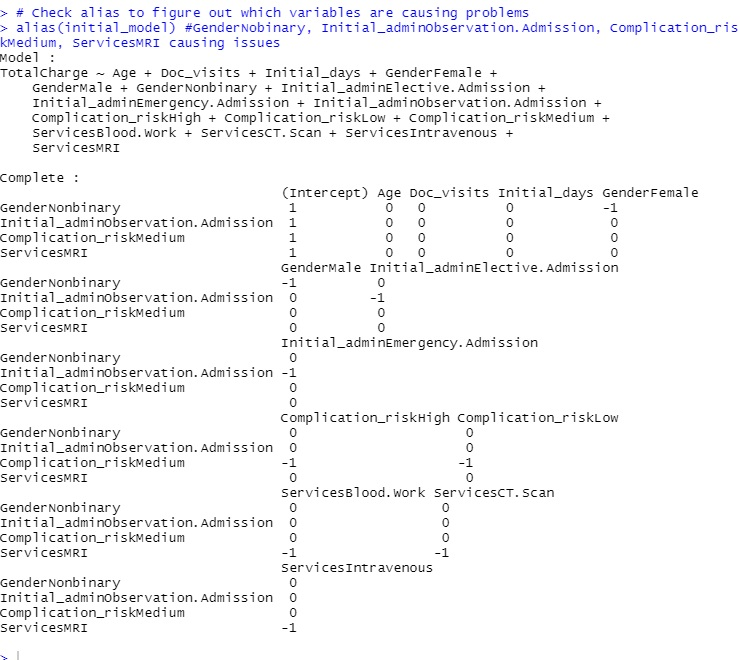 > # Check alias to figure out which variables are causing problems
> alias(initial_model) #GenderNobinary, Initial_adminObservation.Admission, Complication_ris
kMedium, ServicesMRI causing issues
Model :
TotalCharge ~ Age + Doc_visits + Initial_days + GenderFemale +
    GenderMale + GenderNonbinary + Initial_adminElective.Admission +
    Initial_adminEmergency.Admission + Initial_adminObservation.Admission +
    Complication_riskHigh + Complication_riskLow + Complication_riskMedium +
    ServicesBlood.Work + ServicesCT.Scan + ServicesIntravenous +
    ServicesMRI

Complete :
                                   (Intercept) Age Doc_visits Initial_days GenderFemale
GenderNonbinary                     1           0   0          0           -1
Initial_adminObservation.Admission  1           0   0          0            0
Complication_riskMedium             1           0   0          0            0
ServicesMRI                         1           0   0          0            0
                                   GenderMale Initial_adminElective.Admission
GenderNonbinary                    -1          0
Initial_adminObservation.Admission  0         -1
Complication_riskMedium             0          0
ServicesMRI                         0          0
                                   Initial_adminEmergency.Admission
GenderNonbinary                     0
Initial_adminObservation.Admission -1
Complication_riskMedium             0
ServicesMRI                         0
                                   Complication_riskHigh Complication_riskLow
GenderNonbinary                     0                     0
Initial_adminObservation.Admission  0                     0
Complication_riskMedium            -1                    -1
ServicesMRI                         0                     0
                                   ServicesBlood.Work ServicesCT.Scan
GenderNonbinary                     0                  0
Initial_adminObservation.Admission  0                  0
Complication_riskMedium             0                  0
ServicesMRI                        -1                 -1
                                   ServicesIntravenous
GenderNonbinary                     0
Initial_adminObservation.Admission  0
Complication_riskMedium             0
ServicesMRI                        -1

>